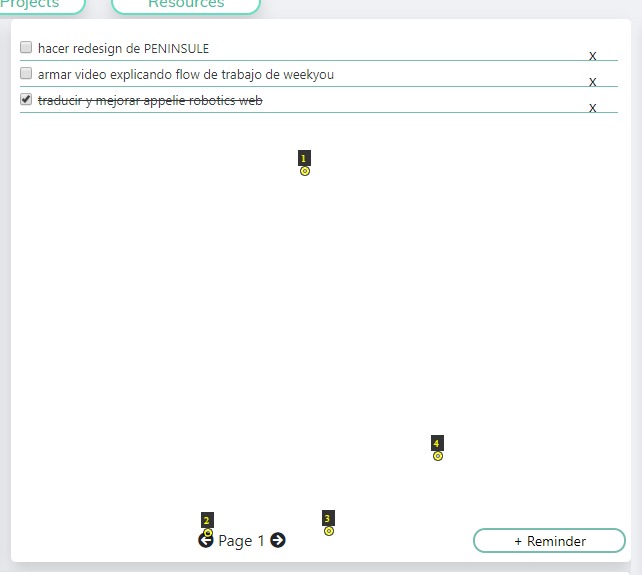 Projects
Resources
hacer redesign de PENINSULE
X
armar video explicando flow de trabajo de weekyou
X
traducir y mejorar appelie robotics web
X
1
4
2
3
Page 1
+ Reminder